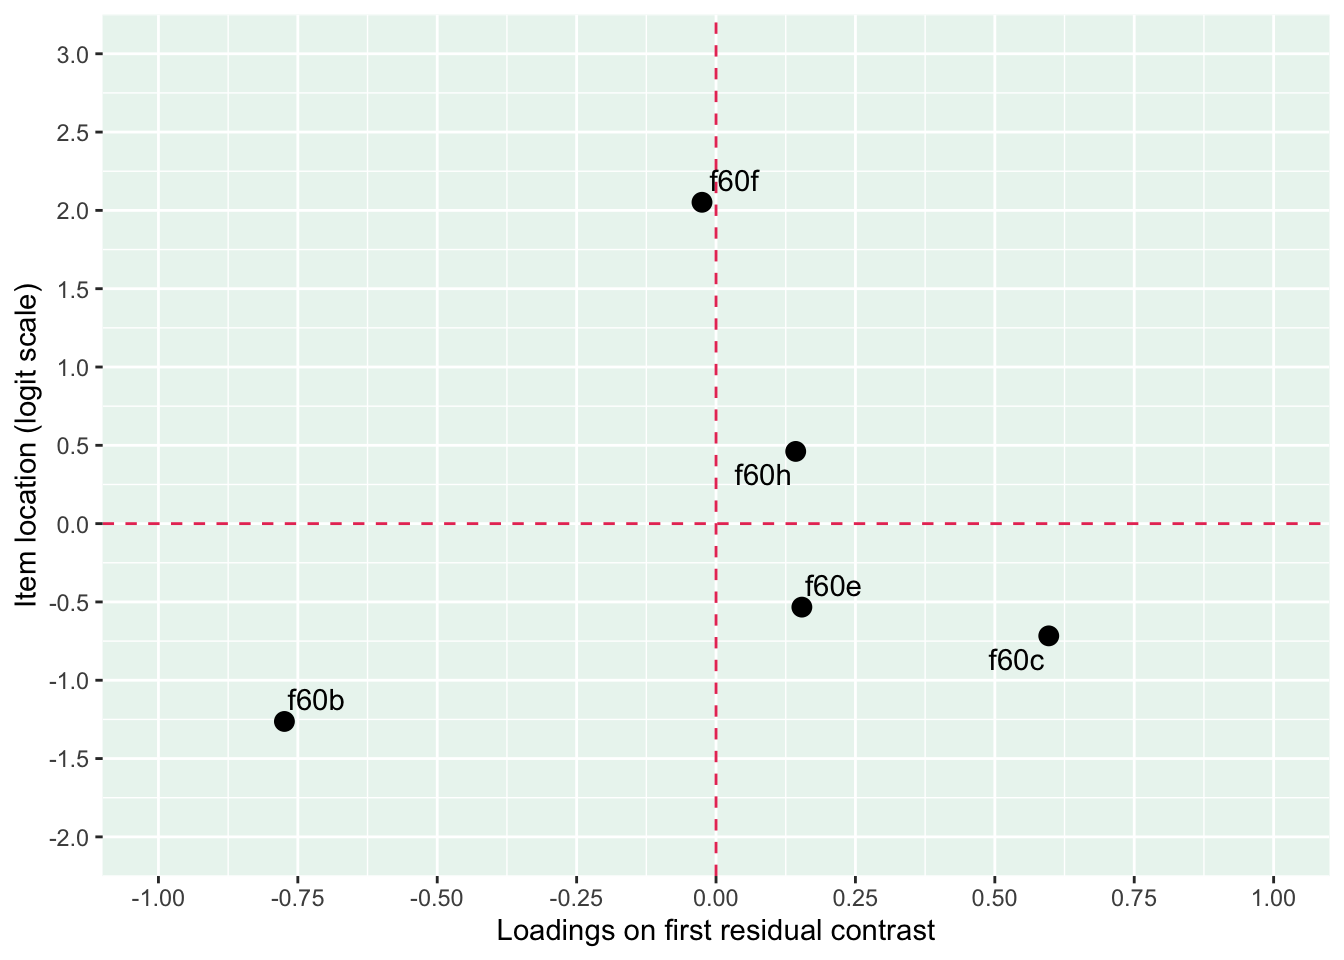 3.0
2.5
2.0
1.5
1.0
0.5
0.0
-0.5
-1.0
-1.5
-2.0
Item location (logit scale)
f60f
f60h
f60e
f60c
f60b
-1.00 -0.75 -0.50 -0.25 0.00 0.25 0.50 0.75 1.00
Loadings on first residual contrast